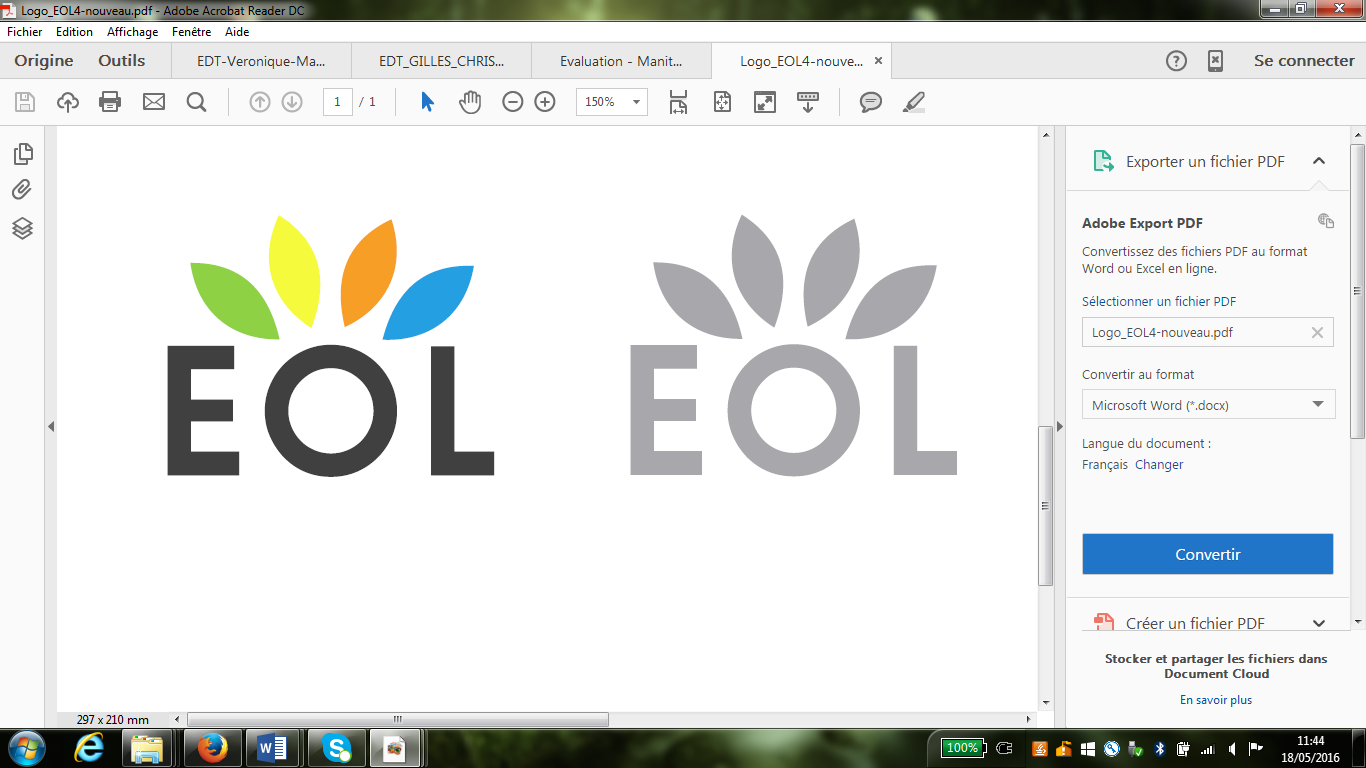 Logo_EOL4-nouveau.pdf - Adobe Acrobat Reader DC
Fichier Edition Affichage Fenêtre Aide
Origine Outils EDT-Veronique-Ma... EDT_GILLES_CHRIS... Evaluation - Manit... Logo_EOL4-nouve... × Se connecter
1 / 1 150%
EOL EOL
Exporter un fichier PDF
Adobe Export PDF
Convertissez des fichiers PDF au format
Word ou Excel en ligne.
Sélectionner un fichier PDF
Logo_EOL4-nouveau.pdf
Convertir au format
Microsoft Word (*.docx)
Langue du document :
Français Changer
Convertir
Créer un fichier PDF
Stocker et partager les fichiers dans
Document Cloud
En savoir plus
297 x 210 mm
100%
11:44
18/05/2016